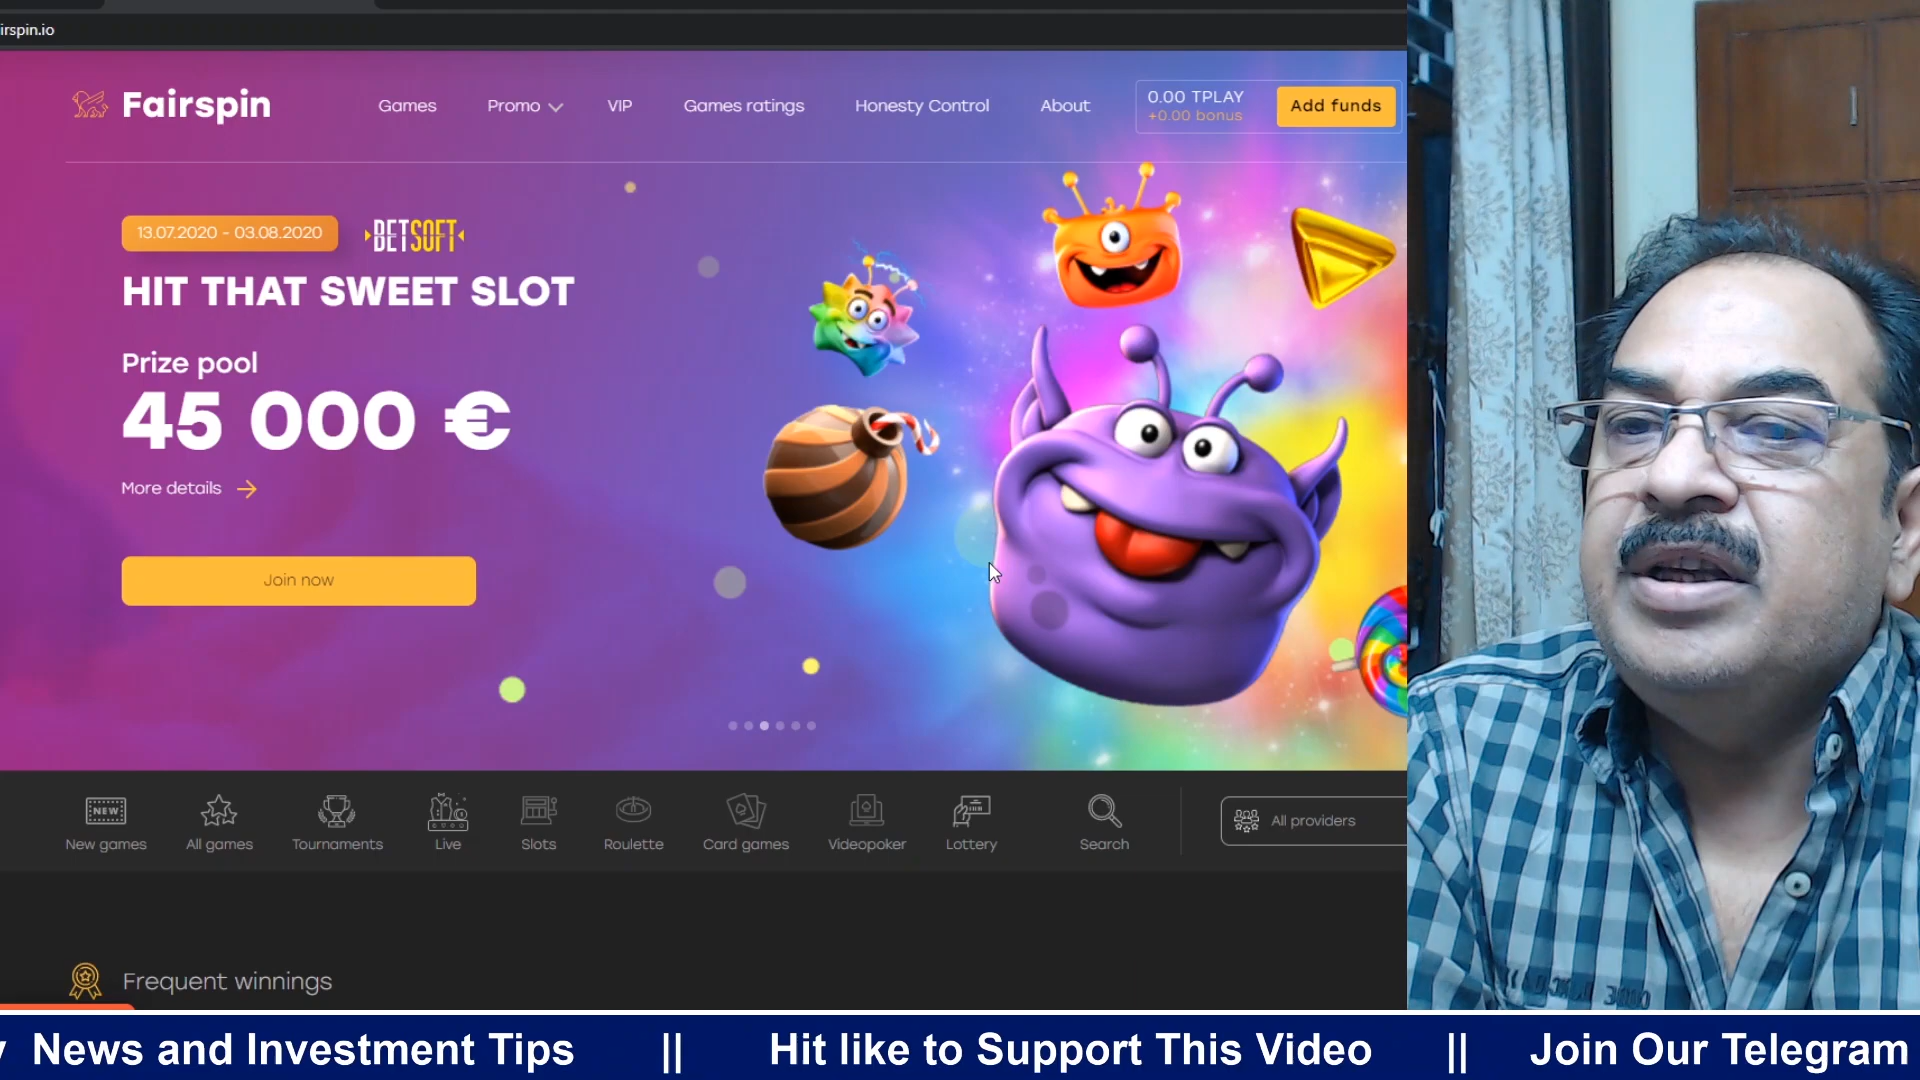 irspin.io
Fairspin
Games
Promo
VIP
Games ratings
Honesty Control
About
0.00 TPLAY
+0.00 bonus
Add funds
13.07.2020 - 03.08.2020
BETSOFT
HIT THAT SWEET SLOT
Prize pool
45 000 €
More details
Join now
NEW
New games
All games
Tournaments
Live
Slots
Roulette
Card games
Videopoker
Lottery
Search
All providers
Frequent winnings
News and Investment Tips || Hit like to Support This Video || Join Our Telegram